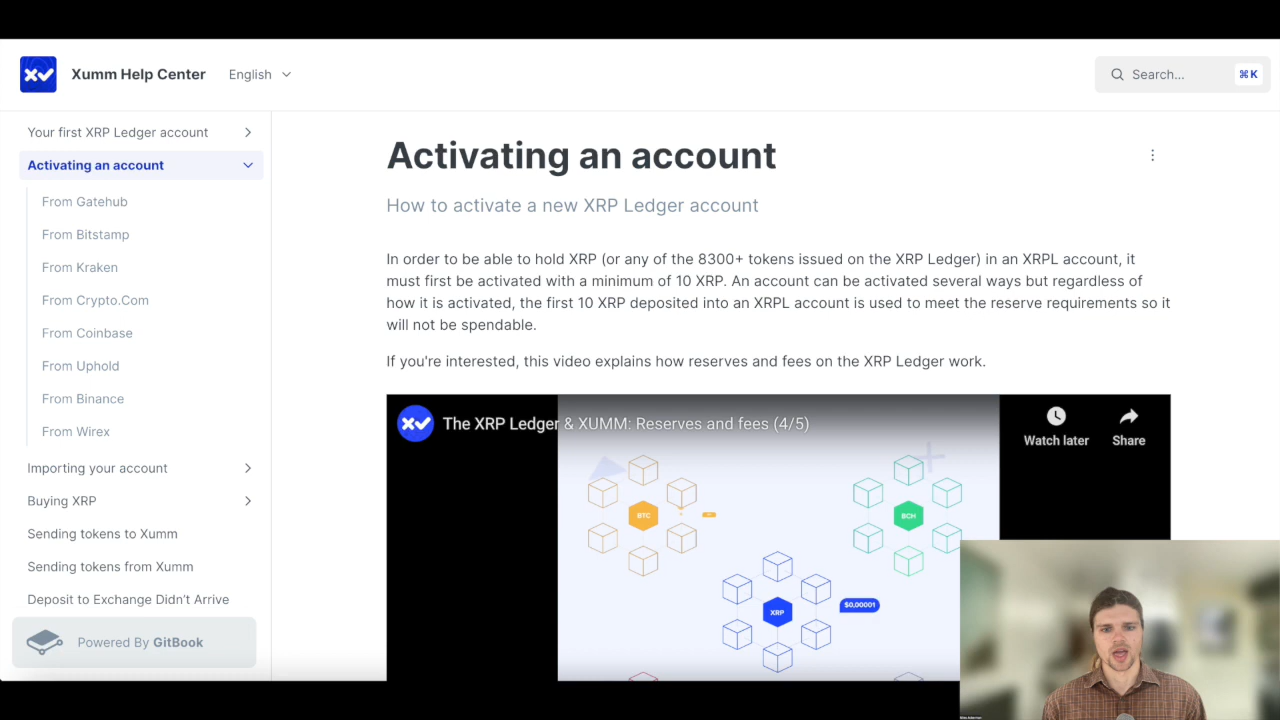 Xumm Help Center
English
Search...
⌘K
Your first XRP Ledger account
Activating an account
From Gatehub
From Bitstamp
From Kraken
From Crypto.Com
From Coinbase
From Uphold
From Binance
From Wirex
Importing your account
Buying XRP
Sending tokens to Xumm
Sending tokens from Xumm
Deposit to Exchange Didn’t Arrive
Powered By GitBook
Activating an account
How to activate a new XRP Ledger account
In order to be able to hold XRP (or any of the 8300+ tokens issued on the XRP Ledger) in an XRPL account, it
must first be activated with a minimum of 10 XRP. An account can be activated several ways but regardless of
how it is activated, the first 10 XRP deposited into an XRPL account is used to meet the reserve requirements so it
will not be spendable.
If you're interested, this video explains how reserves and fees on the XRP Ledger work.
The XRP Ledger & XUMM: Reserves and fees (4/5)
Watch later
Share
BTC
BCH
XRP
$0,00001